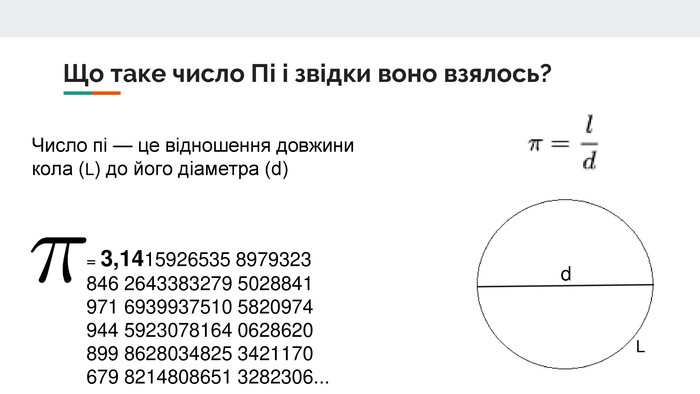 Що таке число Пі і звідки воно взялось?
Число пі — це відношення довжини
кола (L) до його діаметра (d)
π = l/d
π = 3,1415926535 8979323
846 2643383279 5028841
971 6939937510 5820974
944 5923078164 0628620
899 8628034825 3421170
679 8214808651 3282306...
d
L